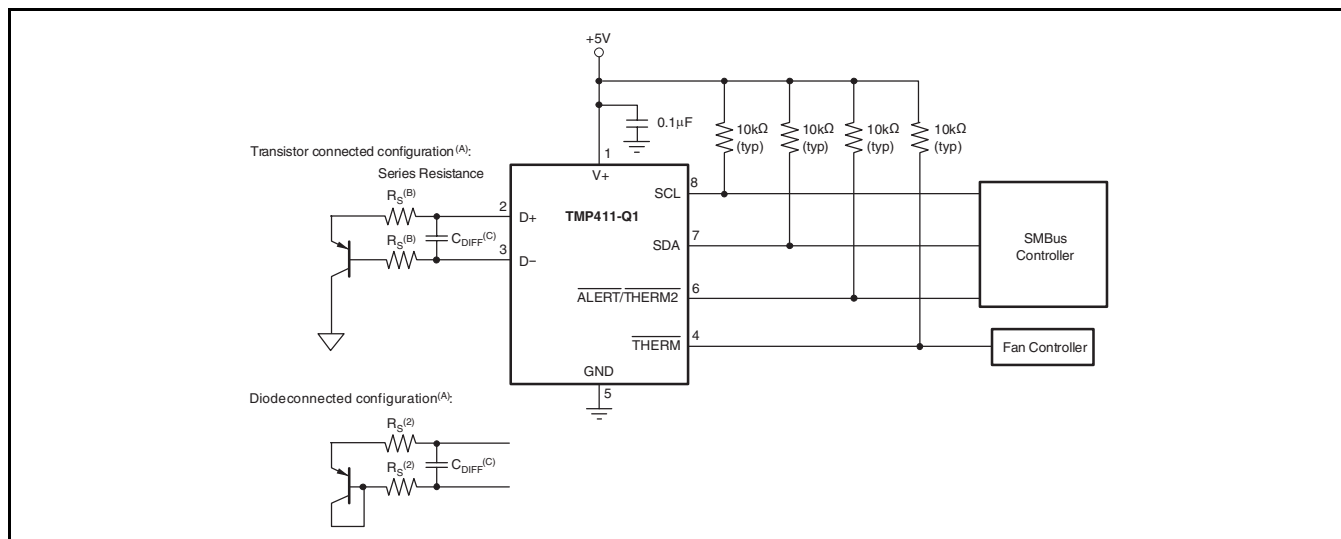 +5V
0.1μF
10kΩ
(typ)
10kΩ
(typ)
10kΩ
(typ)
10kΩ
(typ)
Transistor connected configuration(A):
Series Resistance
RS(B)
RS(B)
CDIFF(C)
1
V+
2
D+
3
D−
TMP411-Q1
SCL
8
SDA
7
ALERT/THERM2
6
THERM
4
GND
5
SMBus
Controller
Fan Controller
Diodeconnected configuration(A):
RS(2)
RS(2)
CDIFF(C)